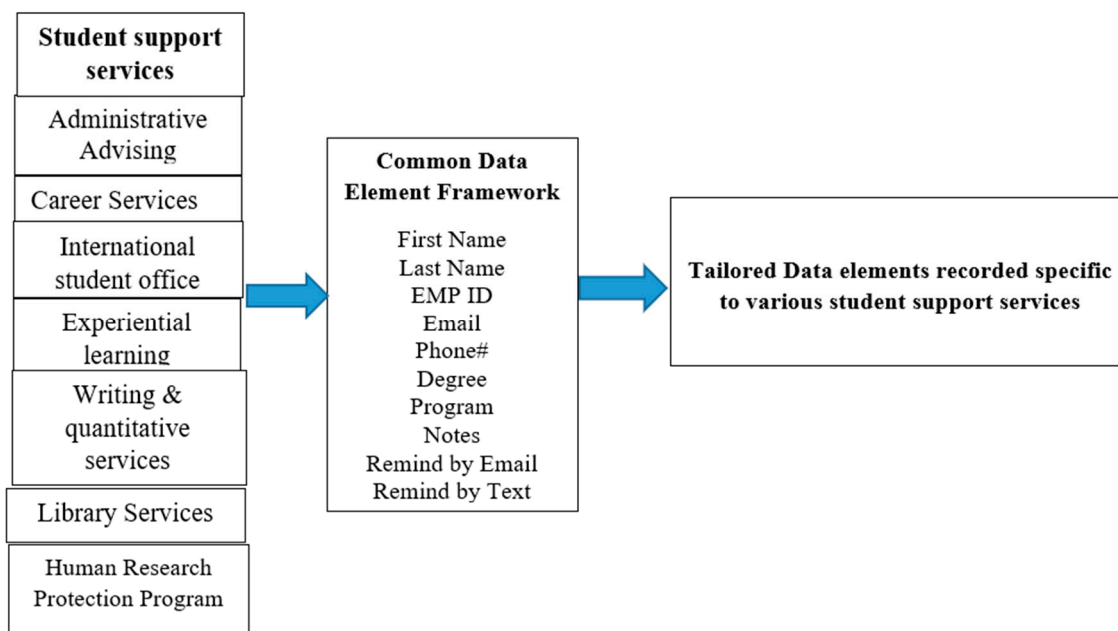 Student support
services
Administrative
Advising
Career Services
International
student office
Experiential
learning
Writing &
quantitative
services
Library Services
Human Research
Protection Program
Common Data
Element Framework
First Name
Last Name
EMP ID
Email
Phone#
Degree
Program
Notes
Remind by Email
Remind by Text
Tailored Data elements recorded specific
to various student support services